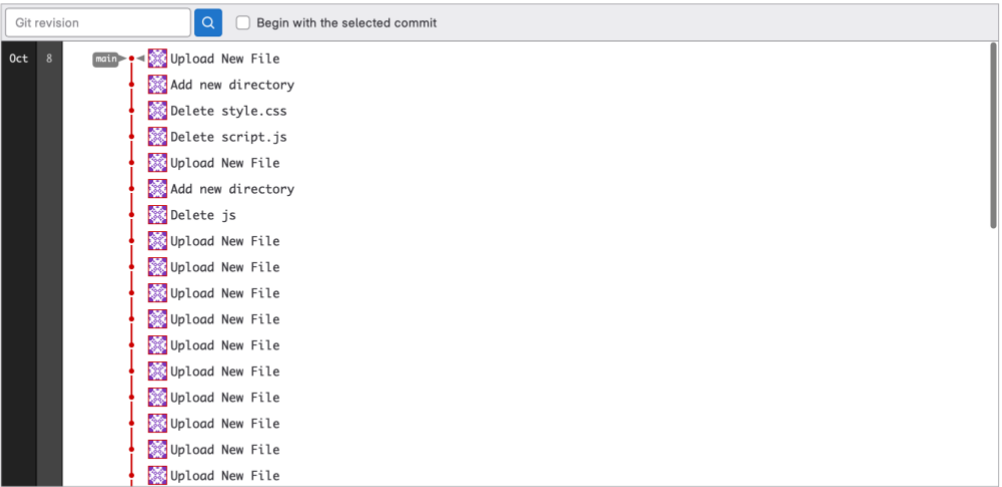 Git revision
Begin with the selected commit
Oct 8 main Upload New File
Add new directory
Delete style.css
Delete script.js
Upload New File
Add new directory
Delete js
Upload New File
Upload New File
Upload New File
Upload New File
Upload New File
Upload New File
Upload New File
Upload New File
Upload New File
Upload New File